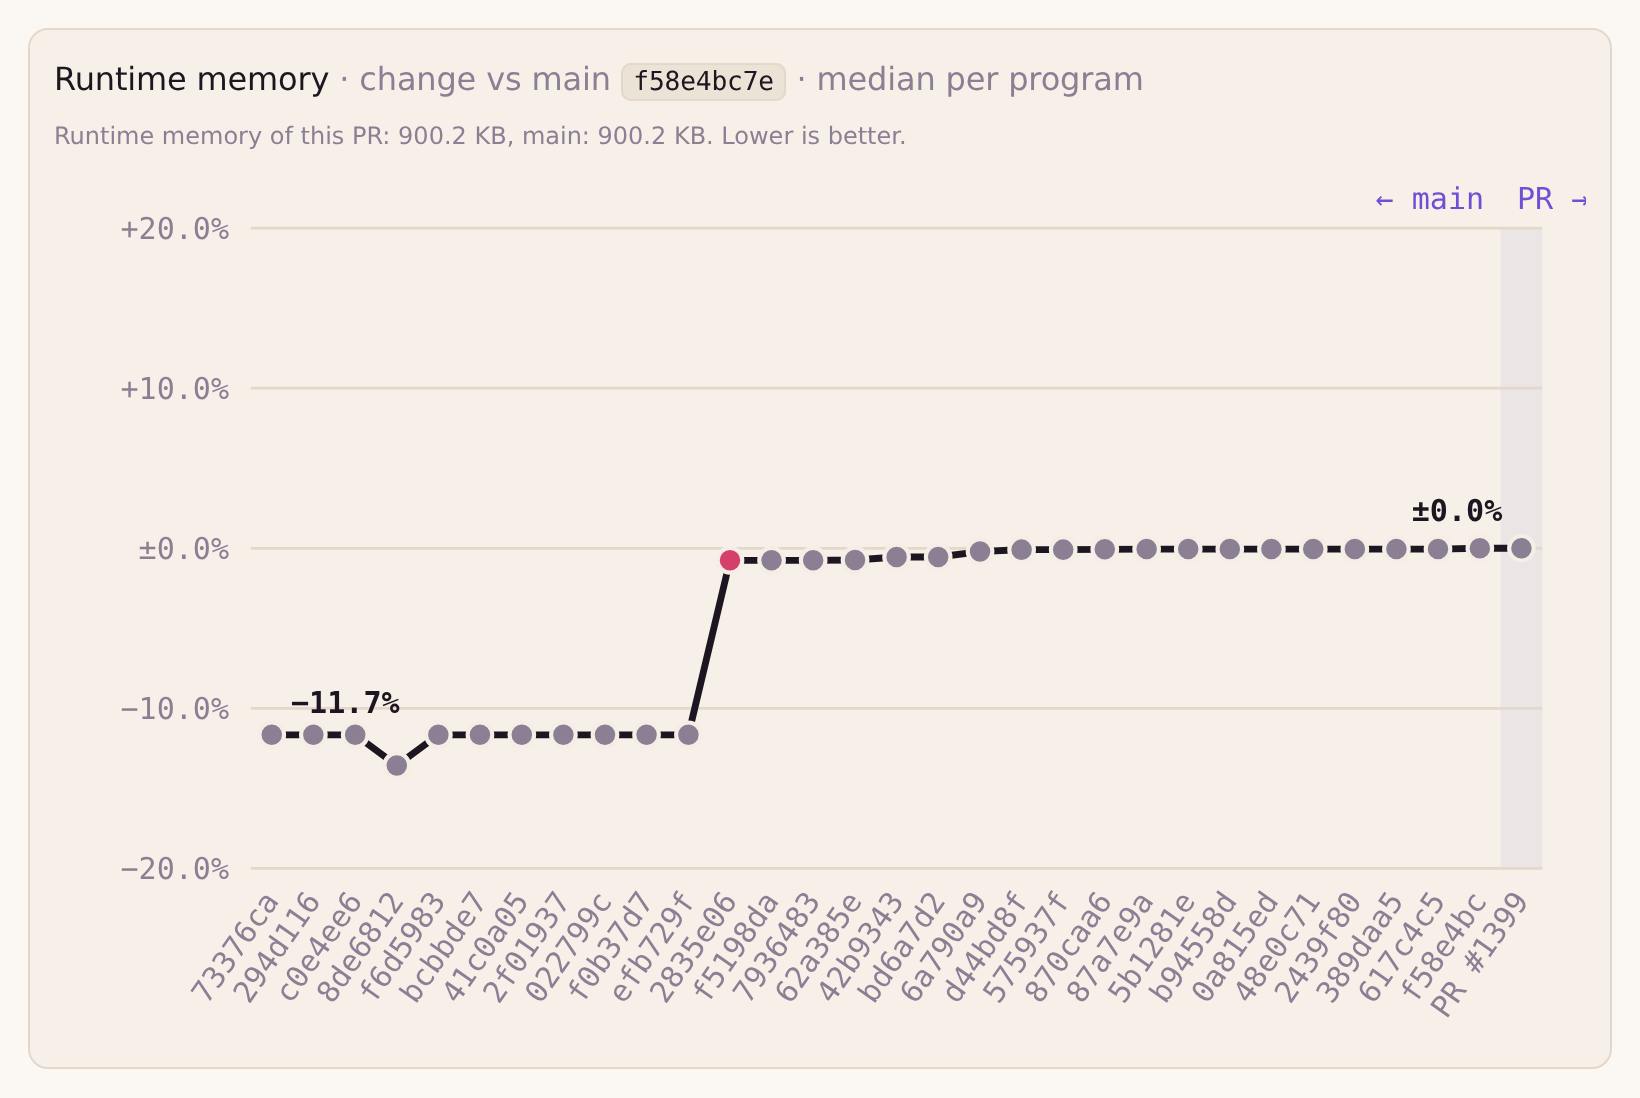 Runtime memory · change vs main f58e4bc7e · median per program
Runtime memory of this PR: 900.2 KB, main: 900.2 KB. Lower is better.
← main PR →
+20.0%
+10.0%
±0.0%
−10.0%
−20.0%
−11.7%
±0.0%
73376ca
294d116
c0e4ee6
8de6812
f6d5983
bcbbde7
41c0a05
2f01937
022799c
f0b37d7
efb729f
2835e06
f5198da
7936483
62a385e
42b9343
bd6a7d2
6a790a9
d44bd8f
575937f
870caa6
87a7e9a
5b1281e
b94558d
0a815ed
48e0c71
2439f80
389daa5
617c4c5
f58e4bc
PR #1399